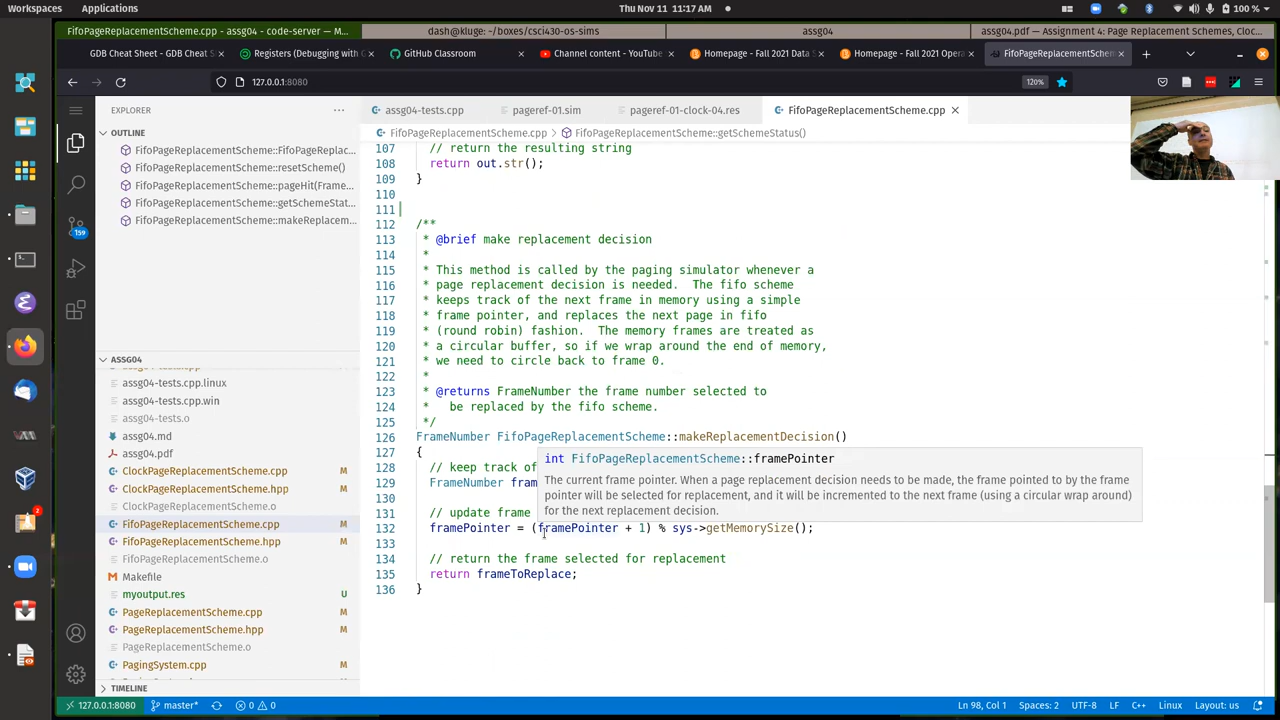 Workspaces
Applications
Thu Nov 11 11:17 AM
100 %
FifoPageReplacementScheme.cpp - assg04 - code-server — M...
dash@kluge: ~/boxes/csci430-os-sims
assg04
assg04.pdf — Assignment 4: Page Replacement Schemes, Cloc...
GDB Cheat Sheet - GDB Cheat S
Registers (Debugging with G
GitHub Classroom
Channel content - YouTube
Homepage - Fall 2021 Data S
Homepage - Fall 2021 Opera
FifoPageReplacementSchem
127.0.0.1:8080
120%
EXPLORER
assg04-tests.cpp
pageref-01.sim
pageref-01-clock-04.res
FifoPageReplacementScheme.cpp
OUTLINE
FifoPageReplacementScheme::FifoPageReplac...
FifoPageReplacementScheme::resetScheme()
FifoPageReplacementScheme::pageHit(Frame...
FifoPageReplacementScheme::getSchemeStat...
FifoPageReplacementScheme::makeReplacem...
159
ASSG04
assg04-tests.cpp.linux
assg04-tests.cpp.win
assg04-tests.o
assg04.md
assg04.pdf
ClockPageReplacementScheme.cpp M
ClockPageReplacementScheme.hpp M
FifoPageReplacementScheme.cpp M
FifoPageReplacementScheme.hpp M
FifoPageReplacementScheme.o
Makefile M
myoutput.res U
PageReplacementScheme.cpp M
PageReplacementScheme.hpp M
PageReplacementScheme.o
PagingSystem.cpp M
TIMELINE
FifoPageReplacementScheme.cpp > FifoPageReplacementScheme::getSchemeStatus()
107 // return the resulting string
108 return out.str();
109 }
110
111
112 /**
113 * @brief make replacement decision
114 *
115 * This method is called by the paging simulator whenever a
116 * page replacement decision is needed. The fifo scheme
117 * keeps track of the next frame in memory using a simple
118 * frame pointer, and replaces the next page in fifo
119 * (round robin) fashion. The memory frames are treated as
120 * a circular buffer, so if we wrap around the end of memory,
121 * we need to circle back to frame 0.
122 *
123 * @returns FrameNumber the frame number selected to
124 * be replaced by the fifo scheme.
125 */
126 FrameNumber FifoPageReplacementScheme::makeReplacementDecision()
127 {
128 // keep track of
129 FrameNumber fram
130
131 // update frame
132 framePointer = (framePointer + 1) % sys->getMemorySize();
133
134 // return the frame selected for replacement
135 return frameToReplace;
136 }
int FifoPageReplacementScheme::framePointer
The current frame pointer. When a page replacement decision needs to be made, the frame pointed to by the frame
pointer will be selected for replacement, and it will be incremented to the next frame (using a circular wrap around)
for the next replacement decision.
127.0.0.1:8080
master*
0
0
Ln 98, Col 1
Spaces: 2
UTF-8
LF
C++
Linux
Layout: us